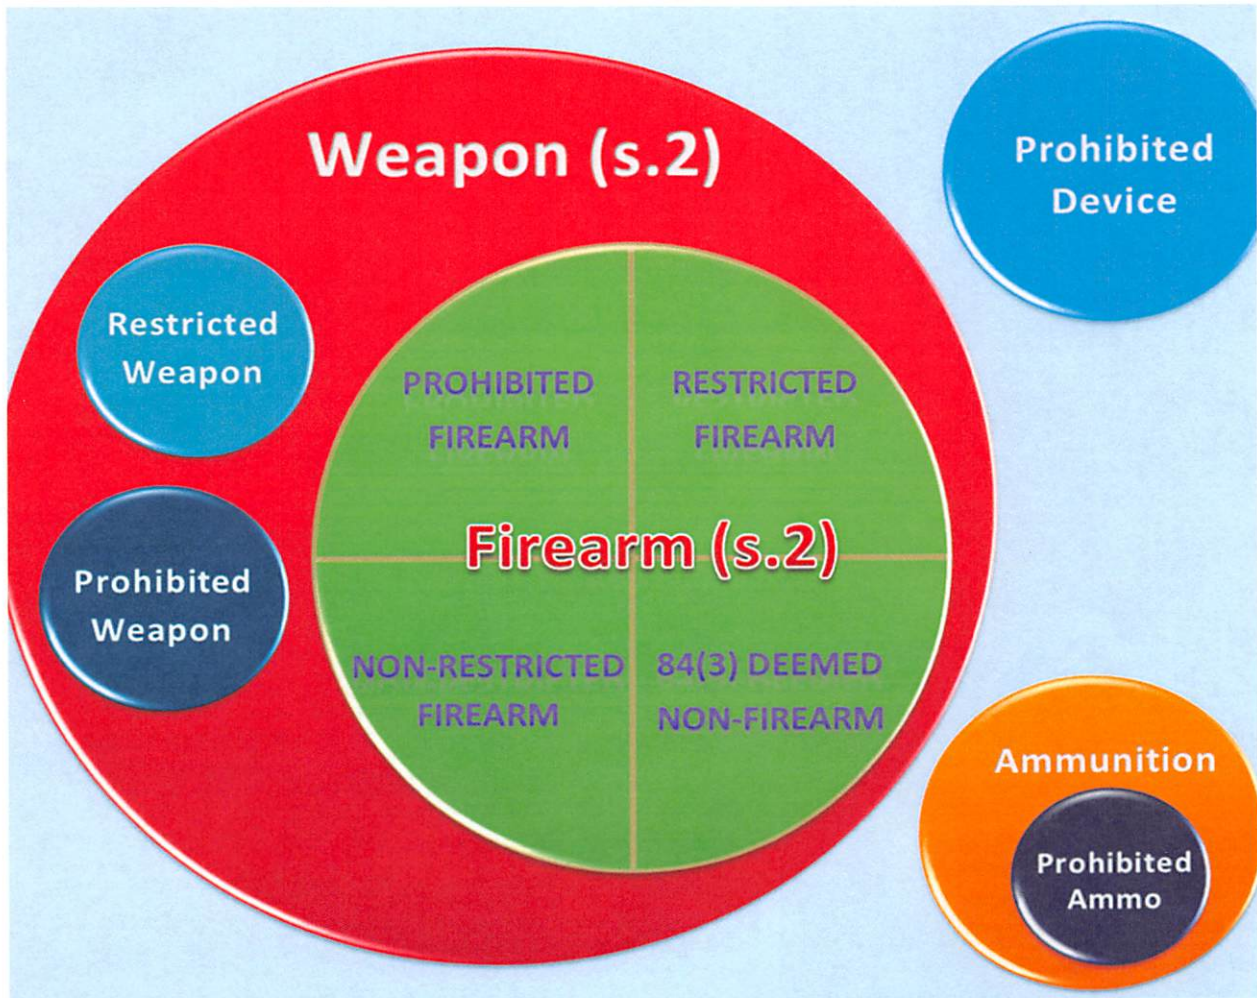 Weapon (s.2)
Prohibited
Device
Restricted
Weapon
PROHIBITED
FIREARM
RESTRICTED
FIREARM
Firearm (s.2)
Prohibited
Weapon
NON-RESTRICTED
FIREARM
84(3) DEEMED
NON-FIREARM
Ammunition
Prohibited
Ammo